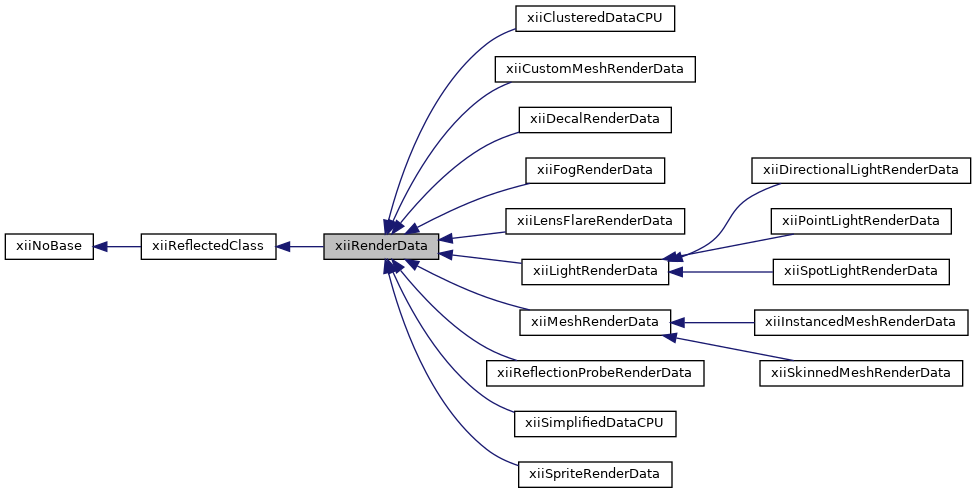 xiiClusteredDataCPU
xiiCustomMeshRenderData
xiiDecalRenderData
xiiFogRenderData
xiiDirectionalLightRenderData
xiiLensFlareRenderData
xiiPointLightRenderData
xiiNoBase
xiiReflectedClass
xiiRenderData
xiiLightRenderData
xiiSpotLightRenderData
xiiMeshRenderData
xiiInstancedMeshRenderData
xiiReflectionProbeRenderData
xiiSkinnedMeshRenderData
xiiSimplifiedDataCPU
xiiSpriteRenderData